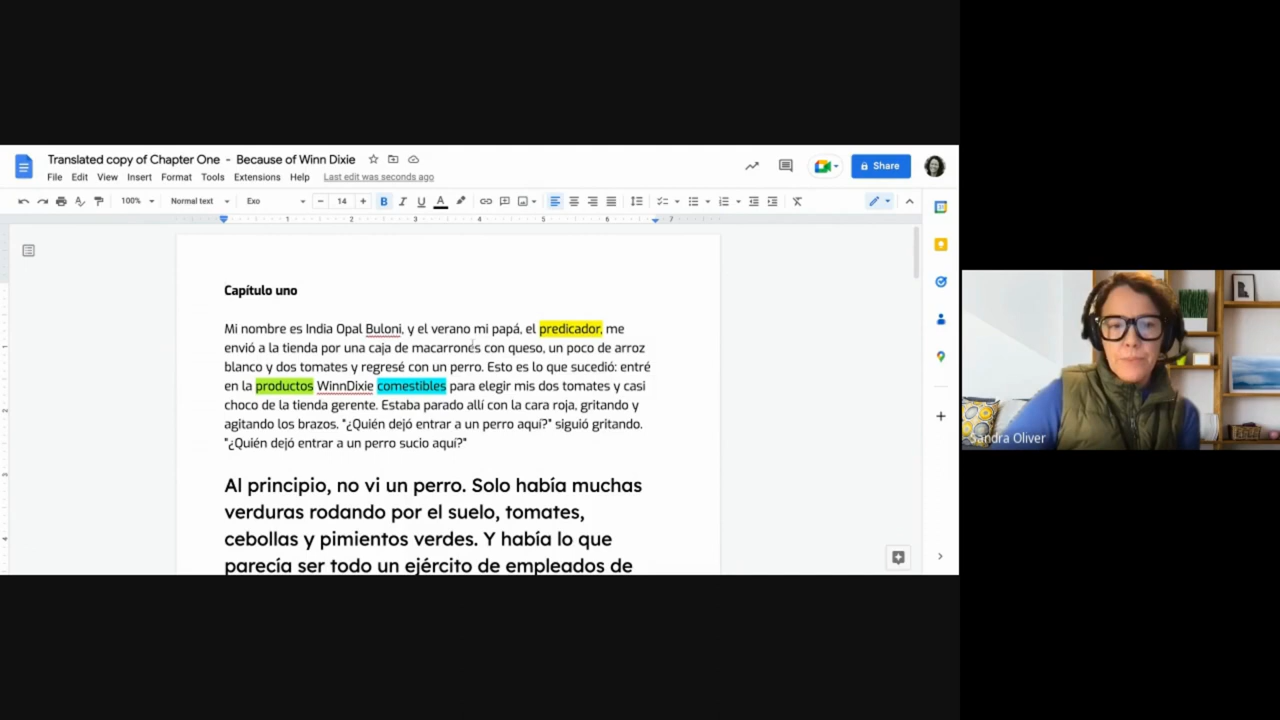 Translated copy of Chapter One - Because of Winn Dixie
File Edit View Insert Format Tools Extensions Help Last edit was seconds ago
Share
100% Normal text Exo 14 B I U A
1 2 3 4 5 6 7
Capítulo uno
Mi nombre es India Opal Buloni, y el verano mi papá, el predicador, me
envió a la tienda por una caja de macarrones con queso, un poco de arroz
blanco y dos tomates y regresé con un perro. Esto es lo que sucedió: entré
en la productos WinnDixie comestibles para elegir mis dos tomates y casi
choco de la tienda gerente. Estaba parado allí con la cara roja, gritando y
agitando los brazos. "¿Quién dejó entrar a un perro aquí?" siguió gritando.
"¿Quién dejó entrar a un perro sucio aquí?"
Al principio, no vi un perro. Solo había muchas
verduras rodando por el suelo, tomates,
cebollas y pimientos verdes. Y había lo que
parecía ser todo un ejército de empleados de
Sandra Oliver